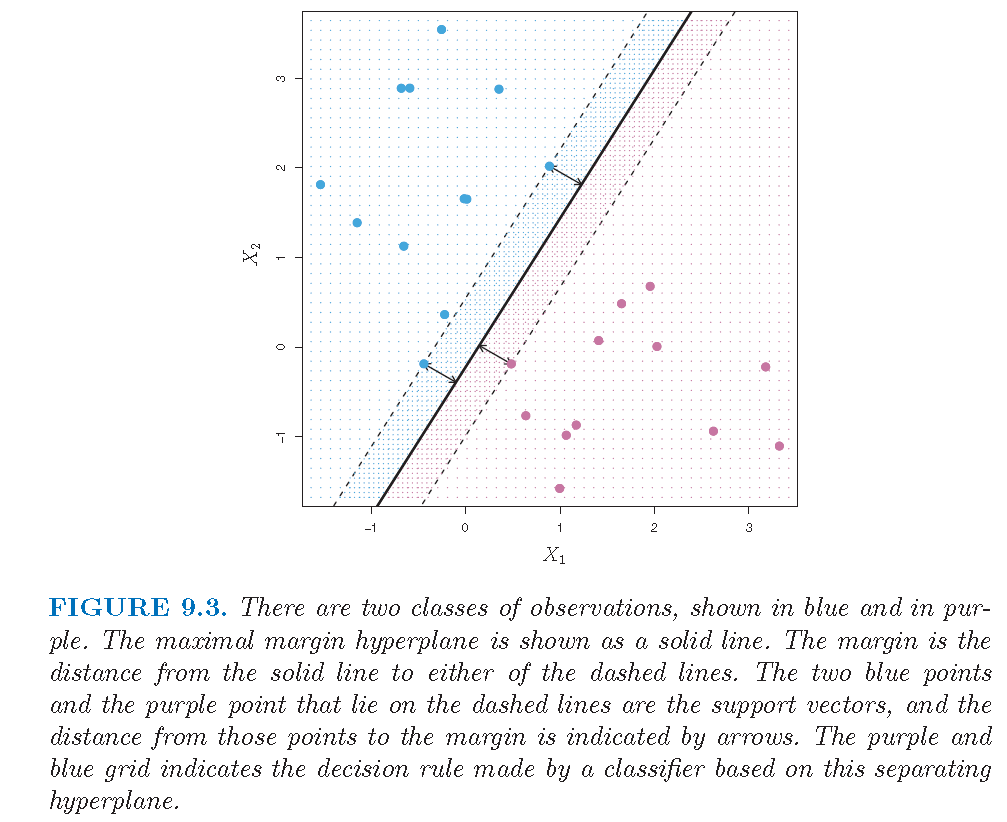 3
2
1
0
−1
X2
−1
0
1
2
3
X1
FIGURE 9.3. There are two classes of observations, shown in blue and in pur-
ple. The maximal margin hyperplane is shown as a solid line. The margin is the
distance from the solid line to either of the dashed lines. The two blue points
and the purple point that lie on the dashed lines are the support vectors, and the
distance from those points to the margin is indicated by arrows. The purple and
blue grid indicates the decision rule made by a classifier based on this separating
hyperplane.